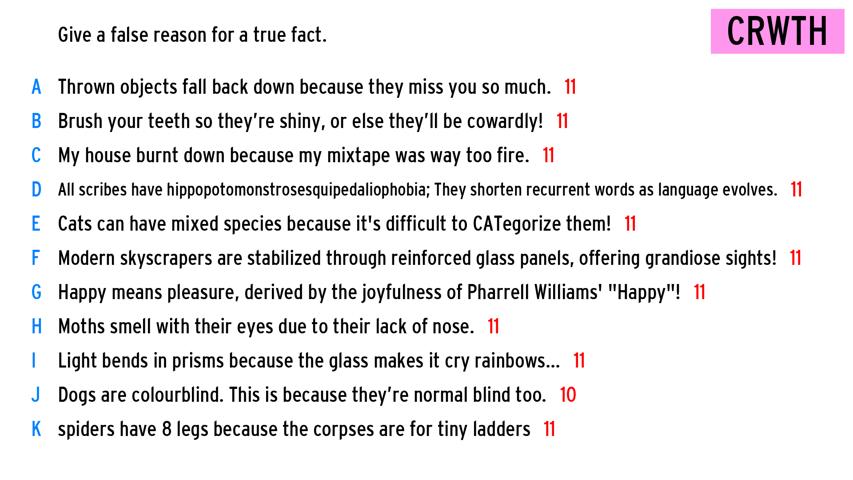 Give a false reason for a true fact.
CRWTH
A Thrown objects fall back down because they miss you so much. 11
B Brush your teeth so they're shiny, or else they'll be cowardly! 11
C My house burnt down because my mixtape was way too fire. 11
D All scribes have hippopotomonstrosesquipedaliophobia; They shorten recurrent words as language evolves. 11
E Cats can have mixed species because it's difficult to CATegorize them! 11
F Modern skyscrapers are stabilized through reinforced glass panels, offering grandiose sights! 11
G Happy means pleasure, derived by the joyfulness of Pharrell Williams' "Happy"! 11
H Moths smell with their eyes due to their lack of nose. 11
I Light bends in prisms because the glass makes it cry rainbows... 11
J Dogs are colourblind. This is because they're normal blind too. 10
K spiders have 8 legs because the corpses are for tiny ladders 11